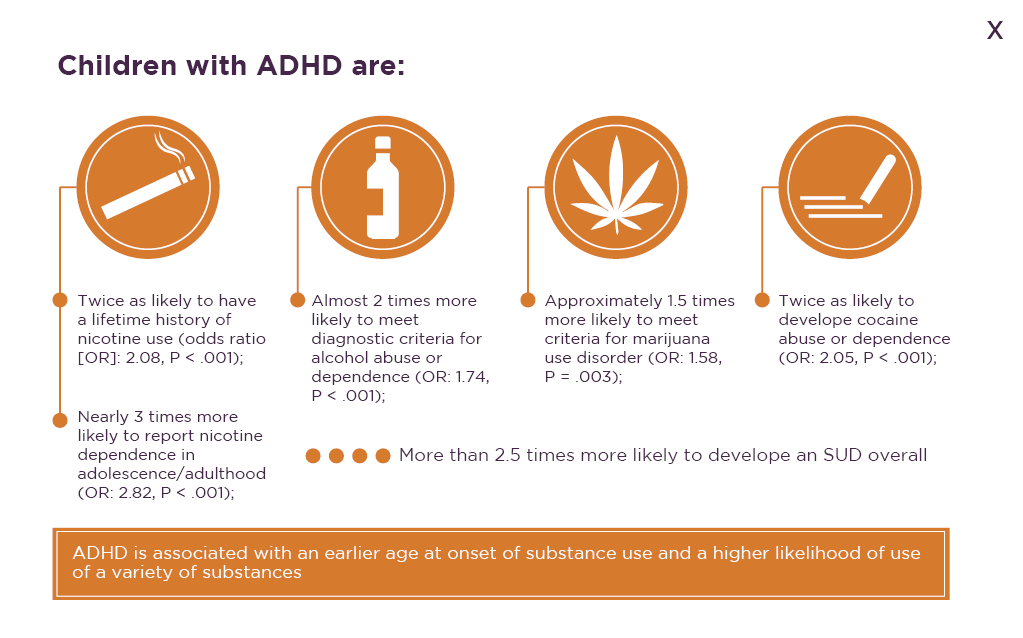 X
Children with ADHD are:
Twice as likely to have
a lifetime history of
nicotine use (odds ratio
[OR]: 2.08, P < .001);
Nearly 3 times more
likely to report nicotine
dependence in
adolescence/adulthood
(OR: 2.82, P < .001);
Almost 2 times more
likely to meet
diagnostic criteria for
alcohol abuse or
dependence (OR: 1.74,
P < .001);
Approximately 1.5 times
more likely to meet
criteria for marijuana
use disorder (OR: 1.58,
P = .003);
Twice as likely to
develope cocaine
abuse or dependence
(OR: 2.05, P < .001);
More than 2.5 times more likely to develope an SUD overall
ADHD is associated with an earlier age at onset of substance use and a higher likelihood of use
of a variety of substances